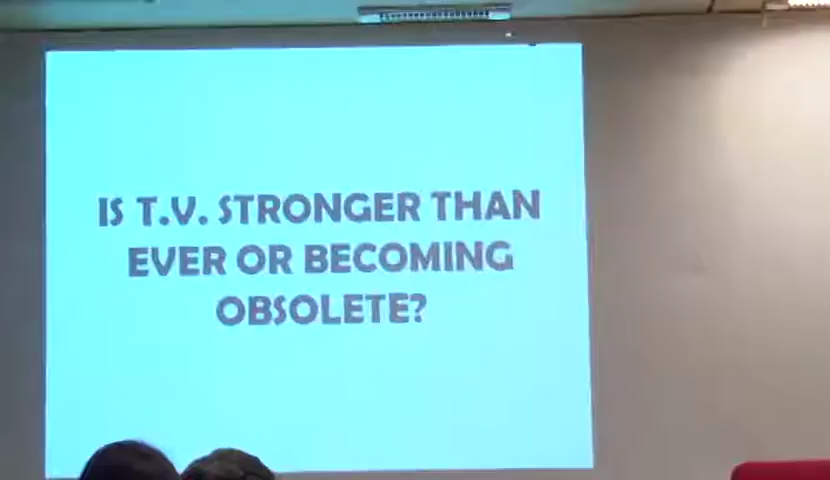 IS T.V. STRONGER THAN
EVER OR BECOMING
OBSOLETE?